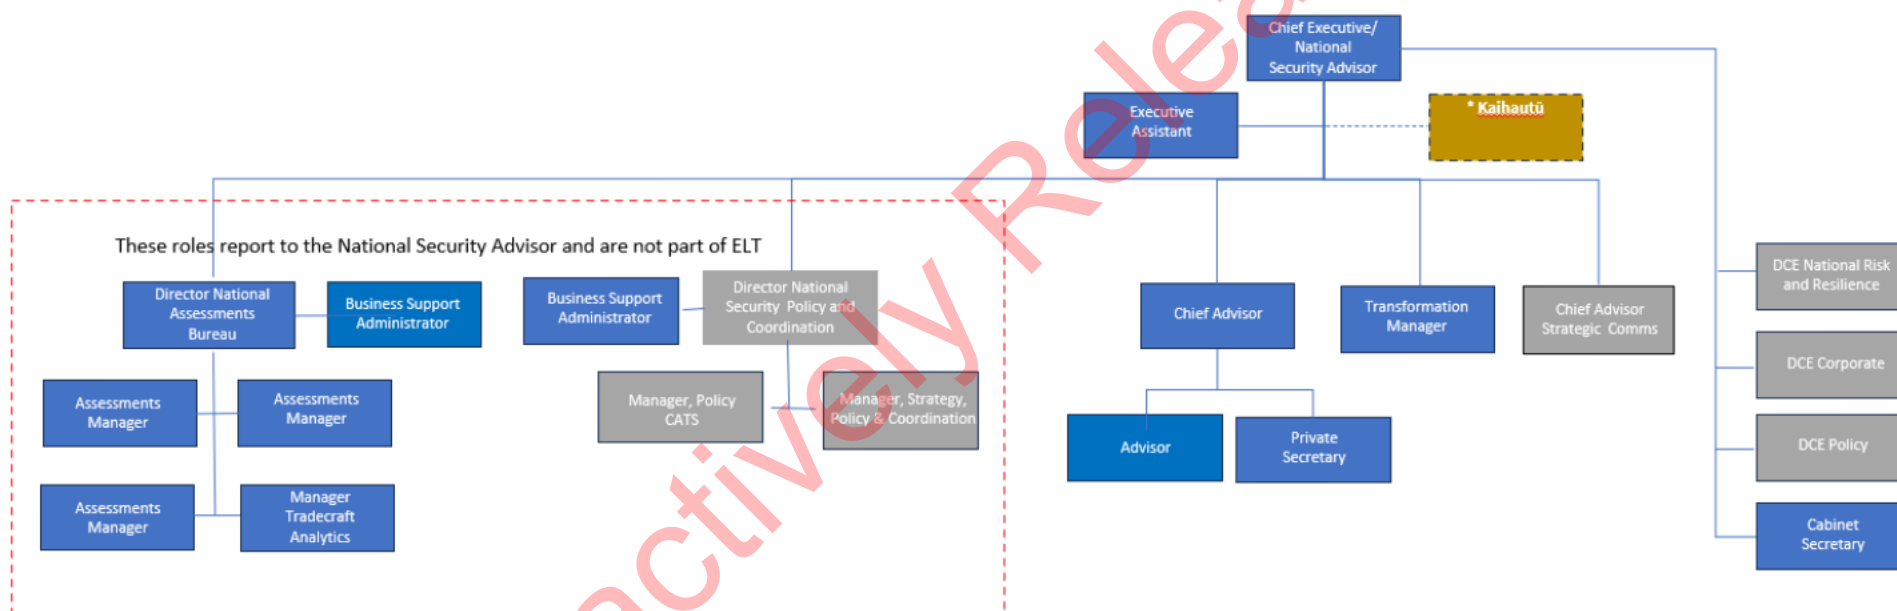 Chief Executive/
National
Security Advisor
Executive
Assistant
* Kaihautū
These roles report to the National Security Advisor and are not part of ELT
Director National
Assessments
Bureau
Business Support
Administrator
Business Support
Administrator
Director National
Security Policy and
Coordination
Chief Advisor
Transformation
Manager
Chief Advisor
Strategic Comms
DCE National Risk
and Resilience
DCE Corporate
DCE Policy
Cabinet
Secretary
Assessments
Manager
Assessments
Manager
Manager, Policy
CATS
Manager, Strategy,
Policy & Coordination
Advisor
Private
Secretary
Assessments
Manager
Manager
Tradecraft
Analytics
actively Relea